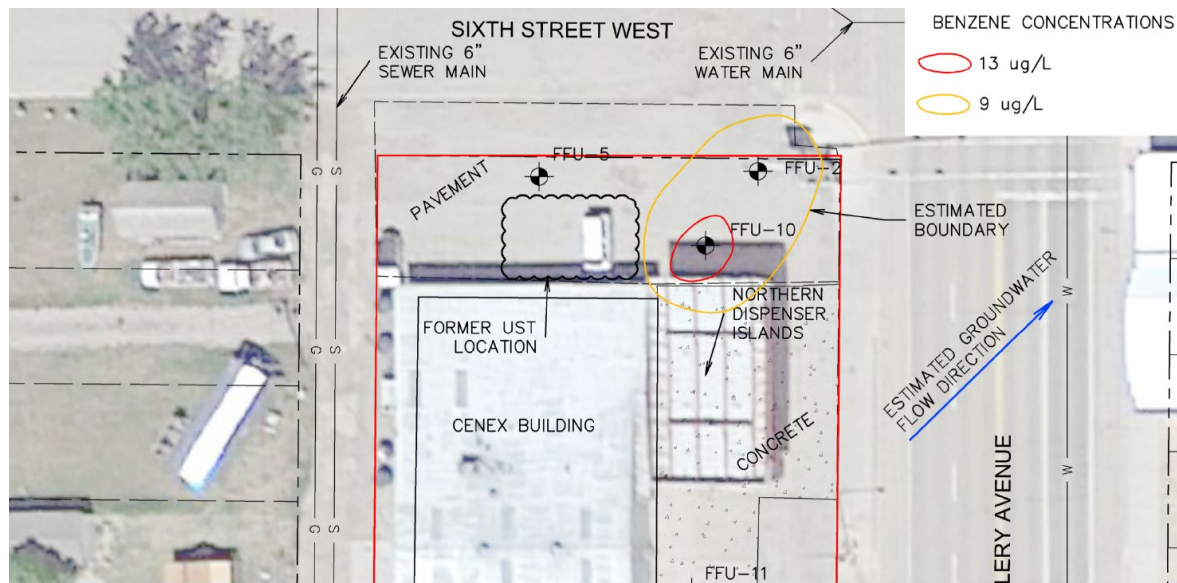 SIXTH STREET WEST
EXISTING 6”
SEWER MAIN
EXISTING 6”
WATER MAIN
BENZENE CONCENTRATIONS
13 ug/L
9 ug/L
FFU-5
FFU-2
PAVEMENT
S
G
FFU-10
ESTIMATED
BOUNDARY
FORMER UST
LOCATION
NORTHERN
DISPENSER
ISLANDS
W
ESTIMATED GROUNDWATER
FLOW DIRECTION
S
G
CENEX BUILDING
CONCRETE
W
LERY AVENUE
S
G
FFU-11